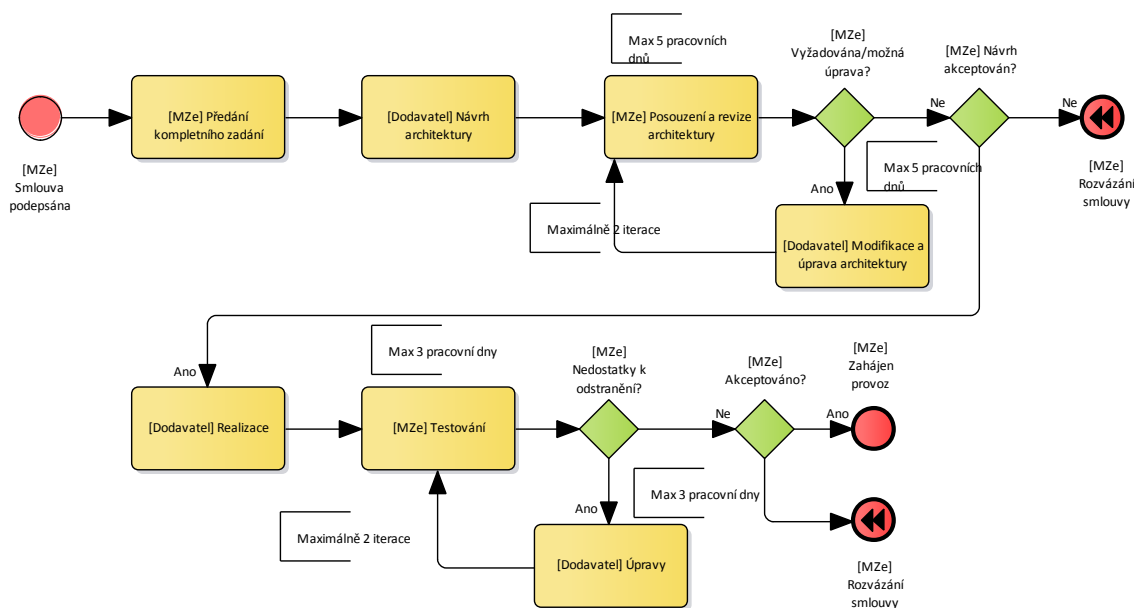 Max 5 pracovních
dnů
[MZe]
Vyžadována/možná
úprava?
[MZe] Návrh
akceptován?
[MZe] Předání
kompletního zadání
[Dodavatel] Návrh
architektury
[MZe] Posouzení a revize
architektury
Ne
Ne
[MZe]
Smlouva
podepsána
Max 5 pracovních
dnů
[MZe]
Rozvázání
smlouvy
Ano
Maximálně 2 iterace
[Dodavatel] Modifikace a
úprava architektury
Max 3 pracovní dny
[MZe]
Nedostatky k
odstranění?
[MZe]
Akceptováno?
[MZe]
Zahájen
provoz
Ano
[Dodavatel] Realizace
[MZe] Testování
Ne
Ano
Max 3 pracovní dny
Ano
Maximálně 2 iterace
[Dodavatel] Úpravy
[MZe]
Rozvázání
smlouvy